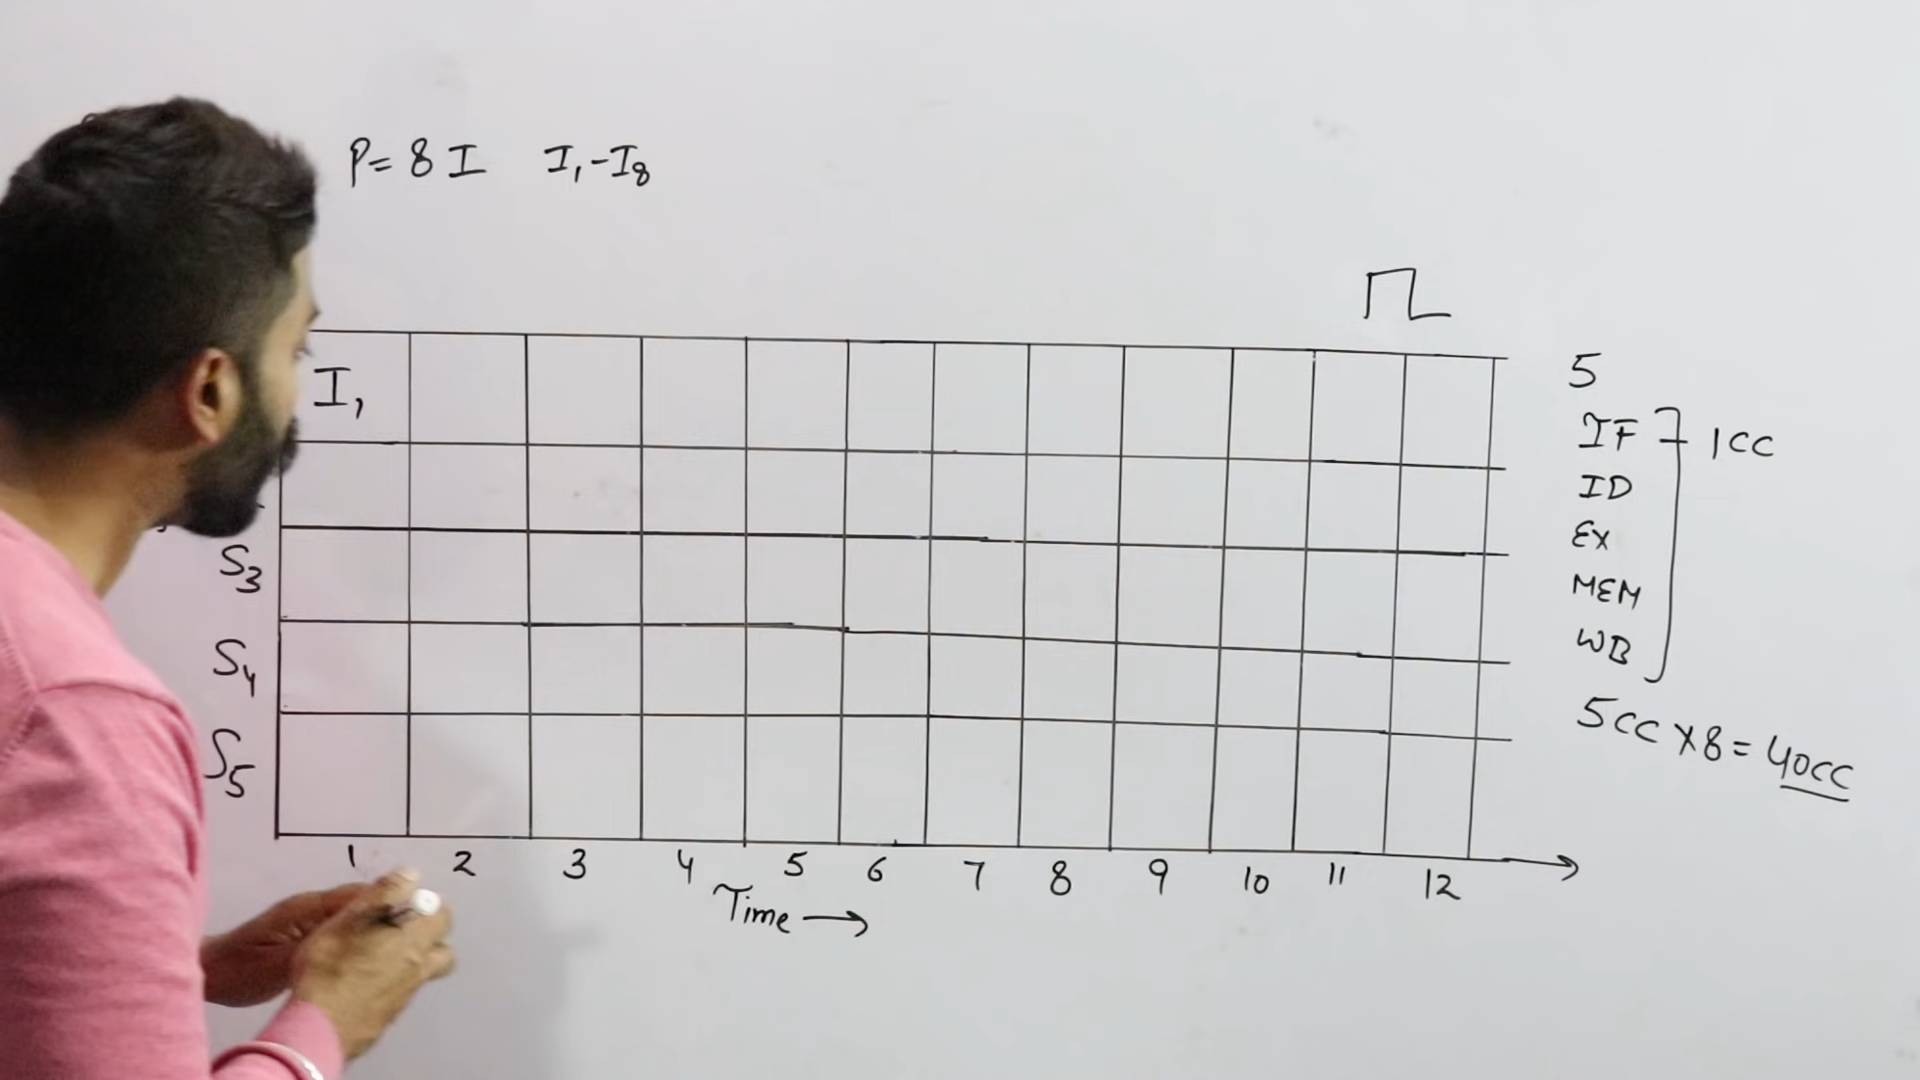 P= 8 I I₁-I₈
I₁
S₃
S₄
S₅
1 2 3 4 5 6 7 8 9 10 11 12
Time →
5
IF 1CC
ID
EX
MEM
WB
5CC X8 = 40CC